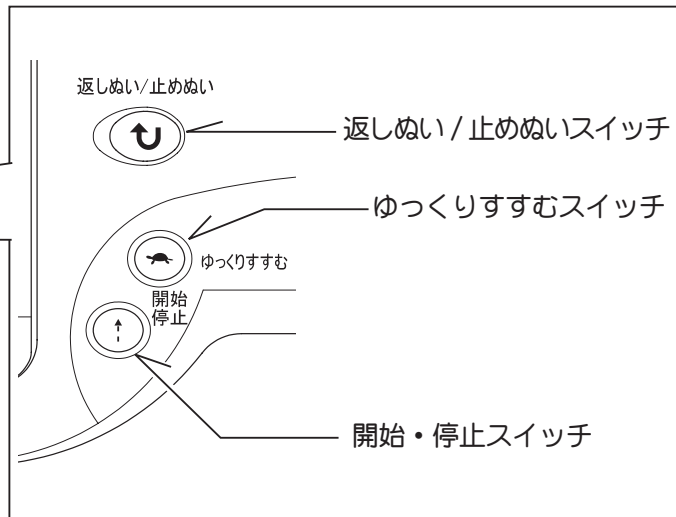 返しぬい/止めぬい
返しぬい / 止めぬいスイッチ
ゆっくりすすむスイッチ
ゆっくりすすむ
開始
停止
開始・停止スイッチ